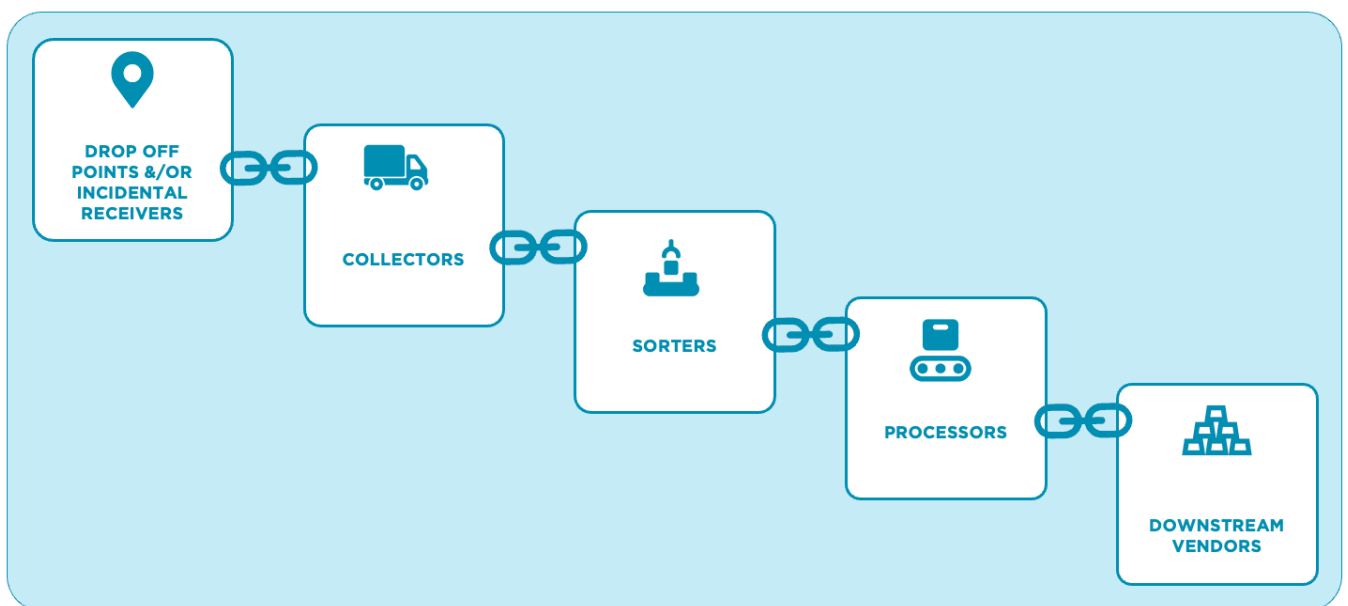 DROP OFF
POINTS &/OR
INCIDENTAL
RECEIVERS
COLLECTORS
SORTERS
PROCESSORS
DOWNSTREAM
VENDORS